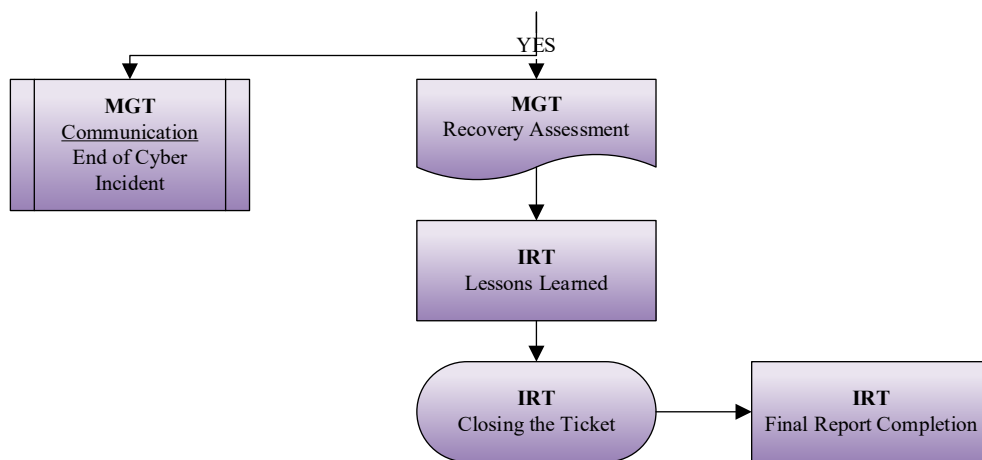 YES
MGT
Communication
End of Cyber
Incident
MGT
Recovery Assessment
IRT
Lessons Learned
IRT
Closing the Ticket
IRT
Final Report Completion